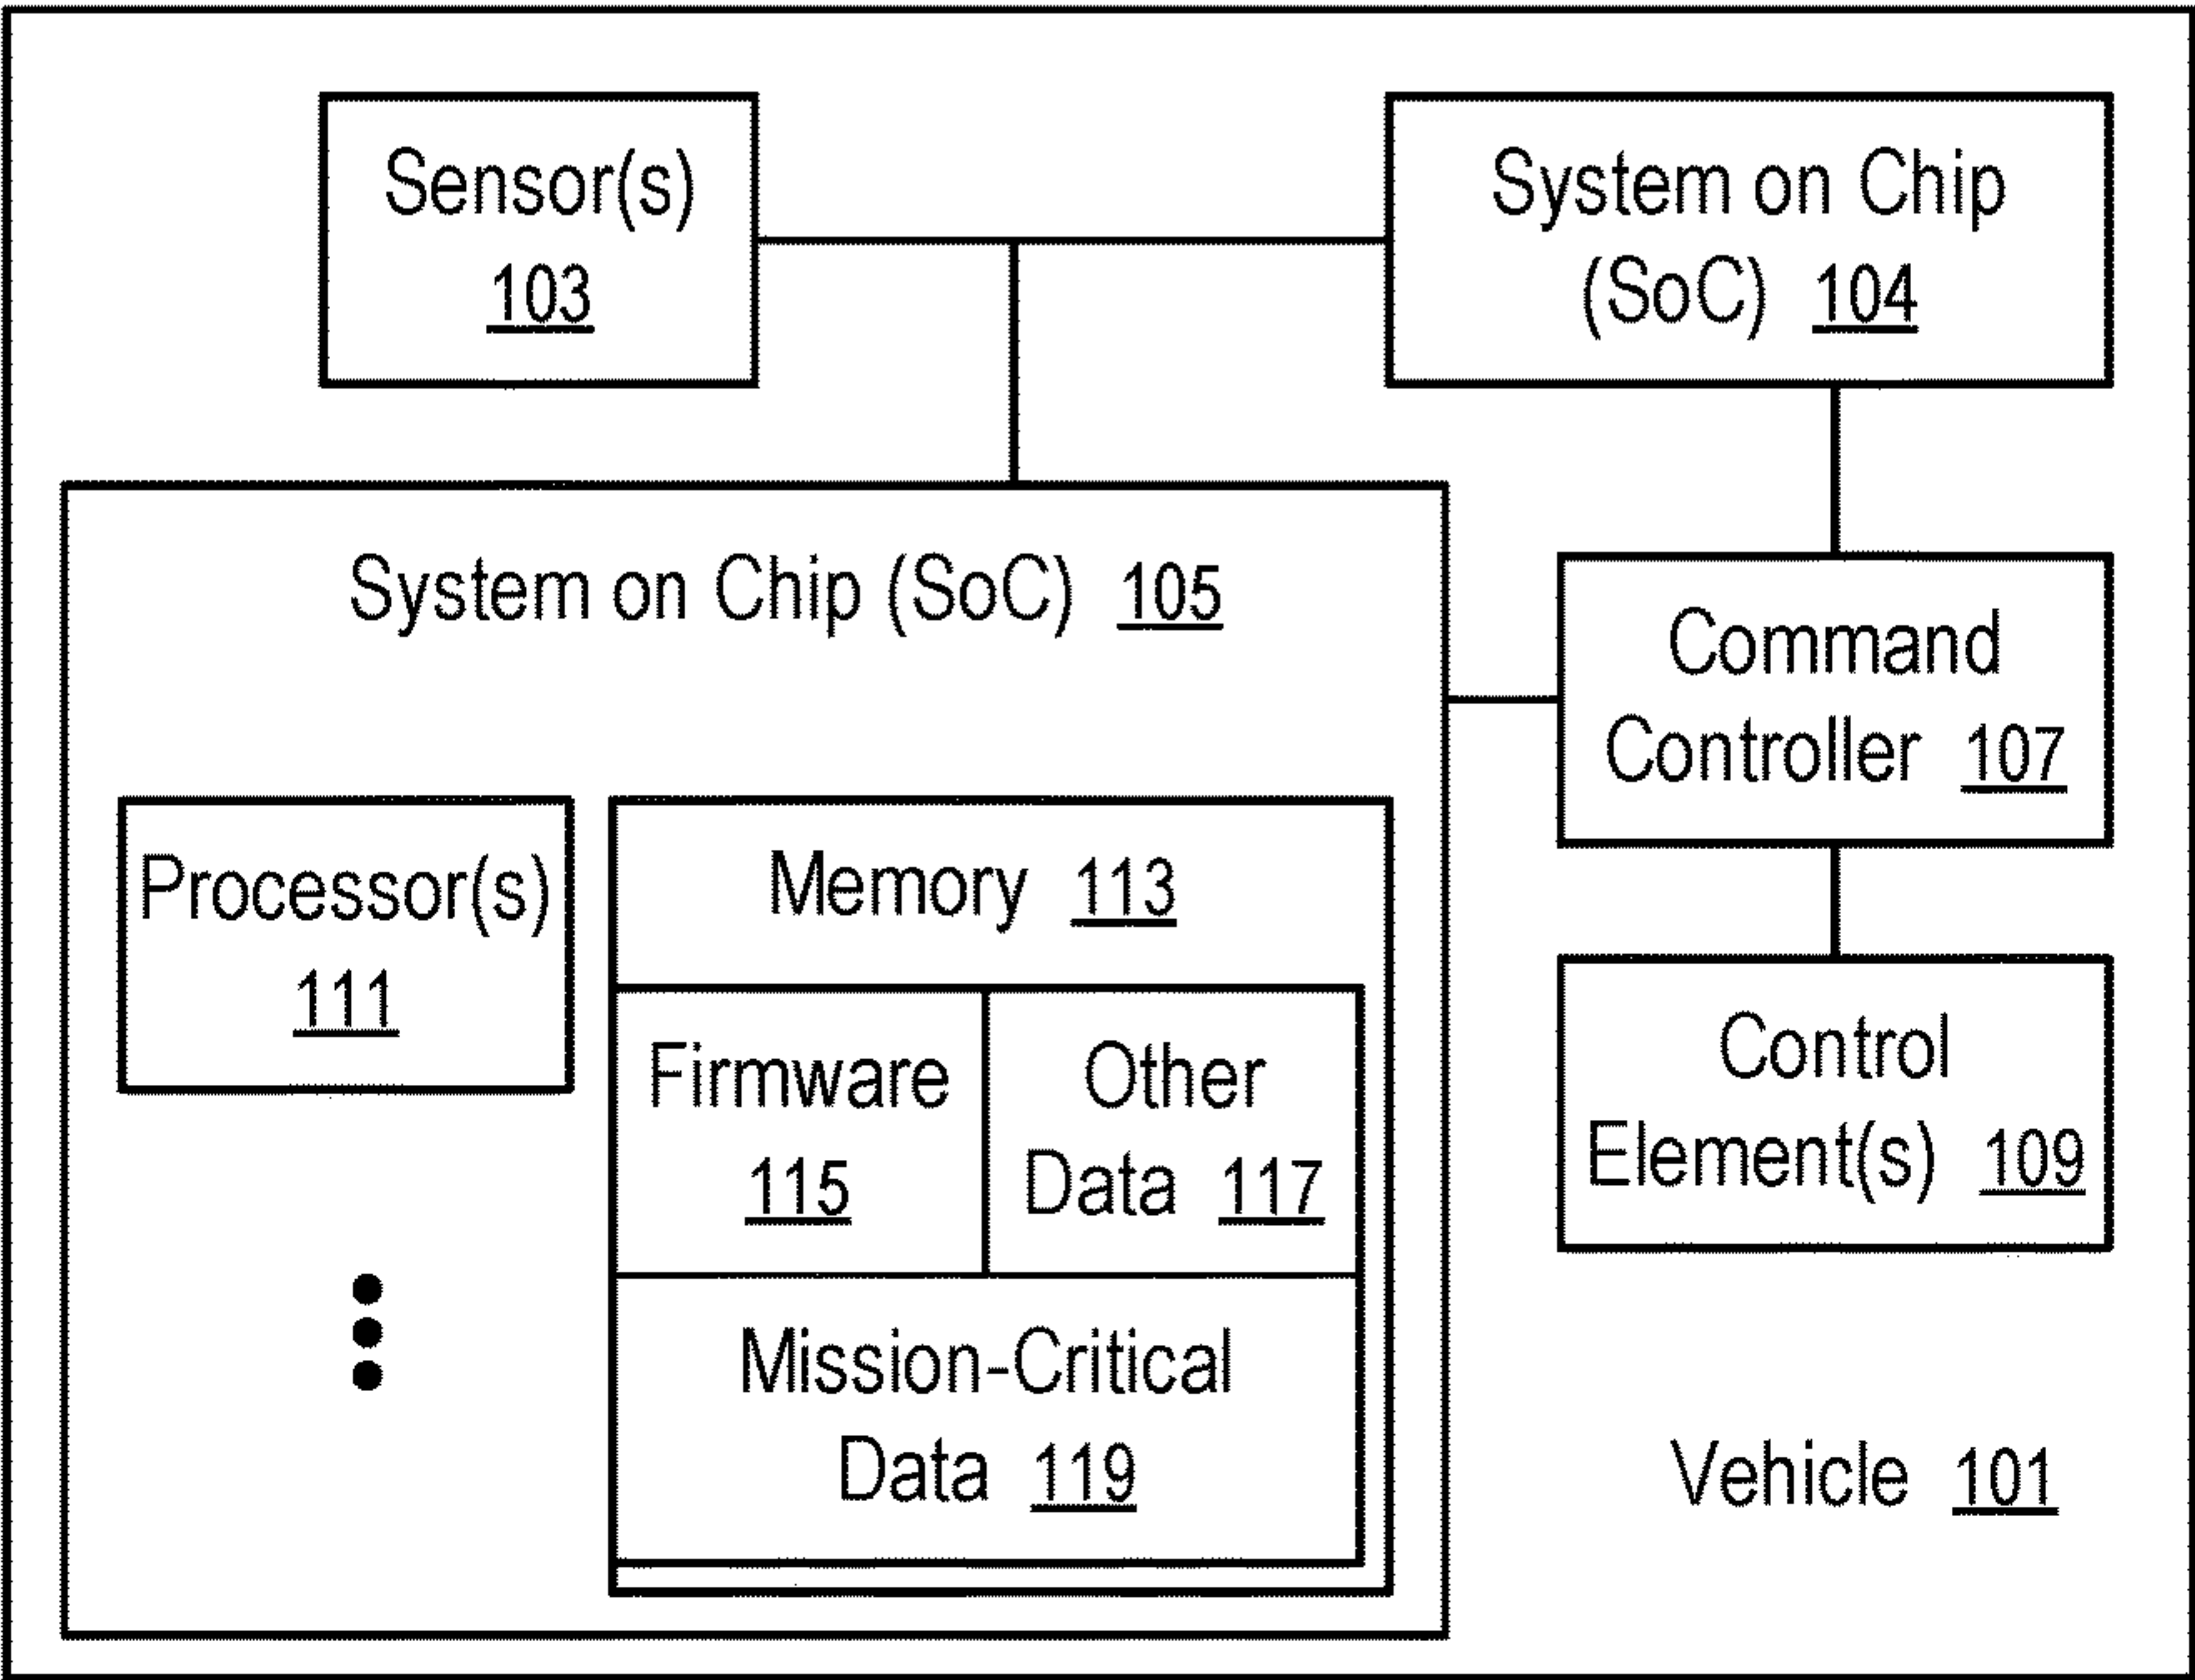 Sensor(s)
103
System on Chip
(SoC) 104
System on Chip (SoC) 105
Command
Controller 107
Processor(s)
111
Memory 113
Firmware
115
Other
Data 117
Mission-Critical
Data 119
Control
Element(s) 109
Vehicle 101